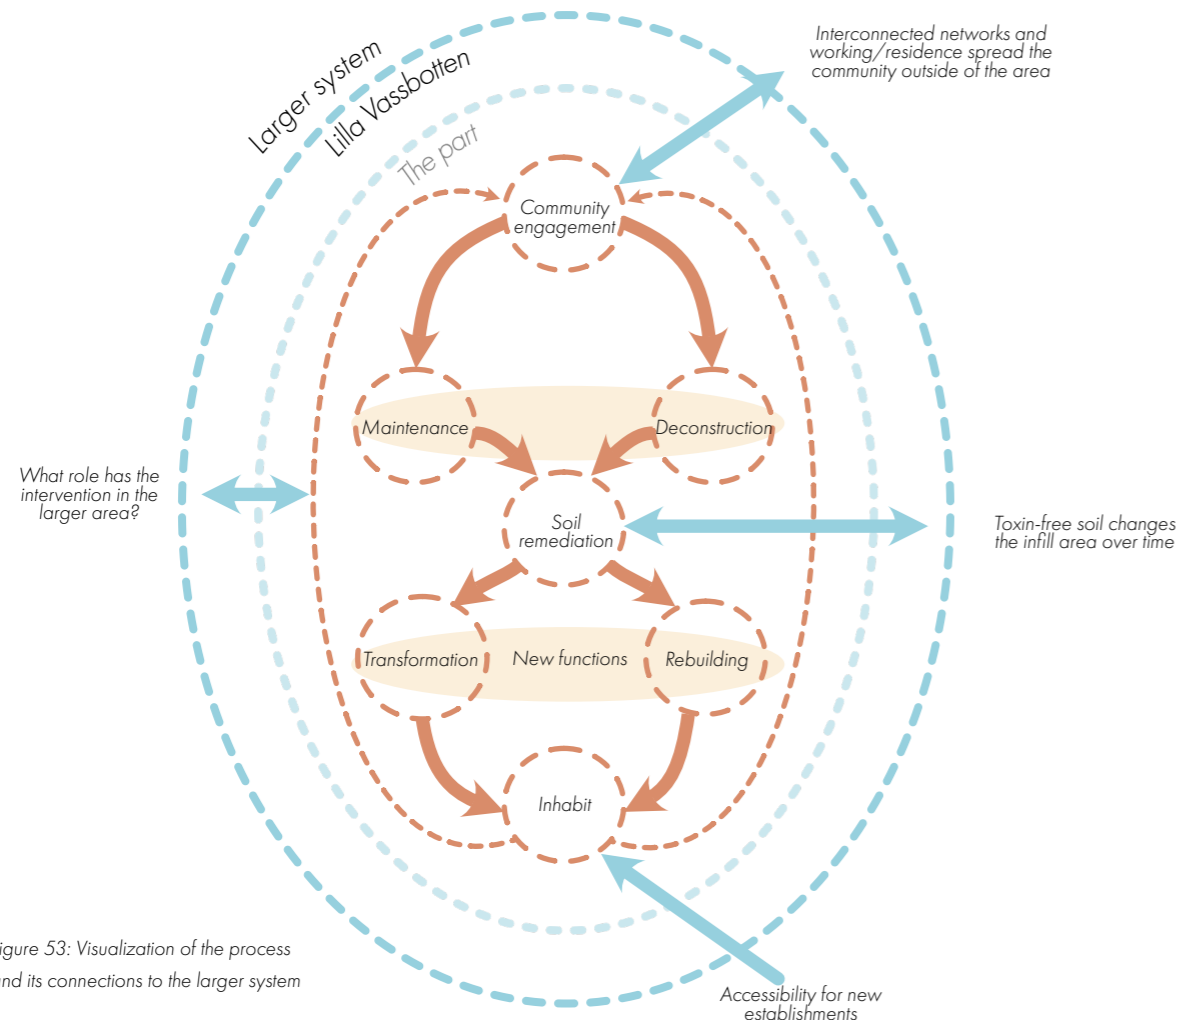 Interconnected networks and
working/residence spread the
community outside of the area
Larger system
Lilla Vassbotten
The part
Community
engagement
Maintenance
Deconstruction
What role has the
intervention in the
larger area?
Soil
remediation
Toxin-free soil changes
the infill area over time
Transformation
New functions
Rebuilding
Inhabit
igure 53: Visualization of the process
nd its connections to the larger system
Accessibility for new
establishments